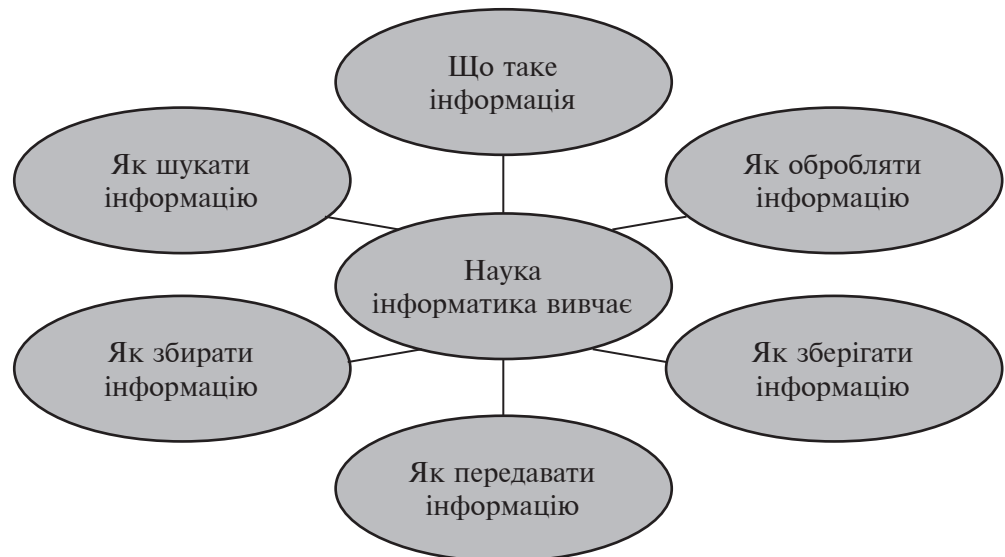 Що таке
інформація
Як шукати
інформацію
Як обробляти
інформацію
Наука
інформатика вивчає
Як збирати
інформацію
Як зберігати
інформацію
Як передавати
інформацію